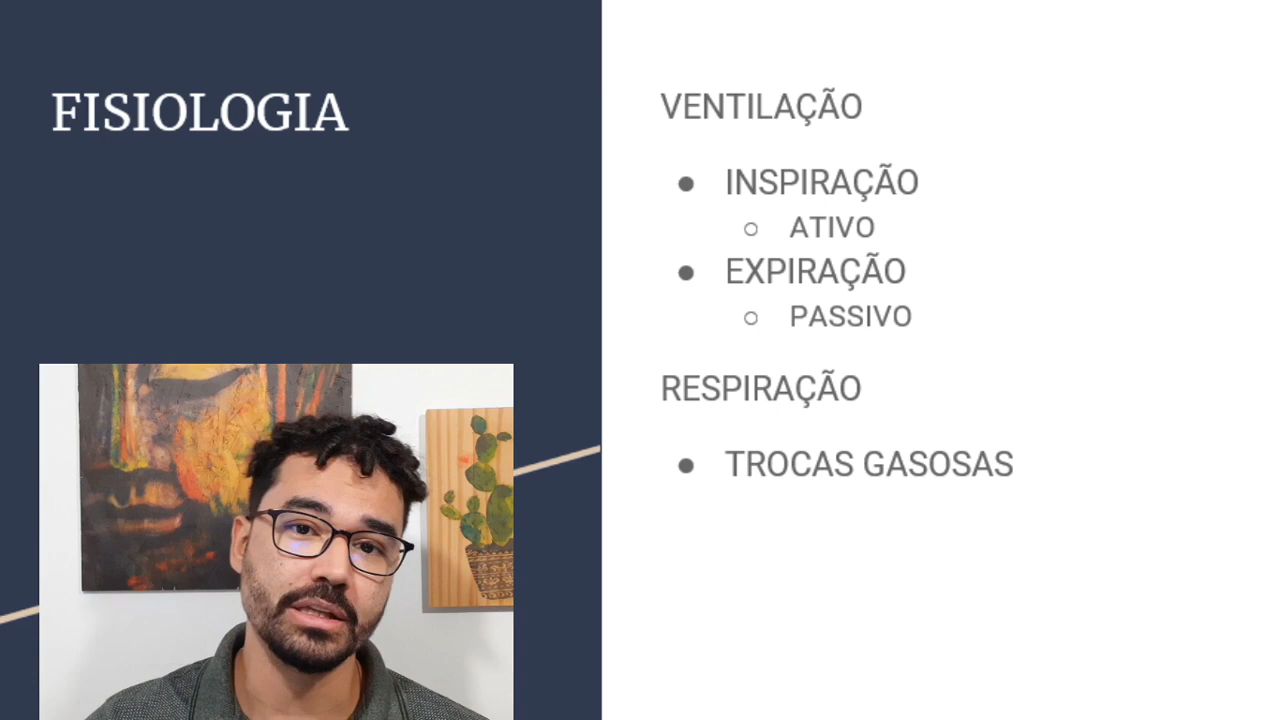 FISIOLOGIA
VENTILAÇÃO
● INSPIRAÇÃO
○ ATIVO
● EXPIRAÇÃO
○ PASSIVO
RESPIRAÇÃO
● TROCAS GASOSAS